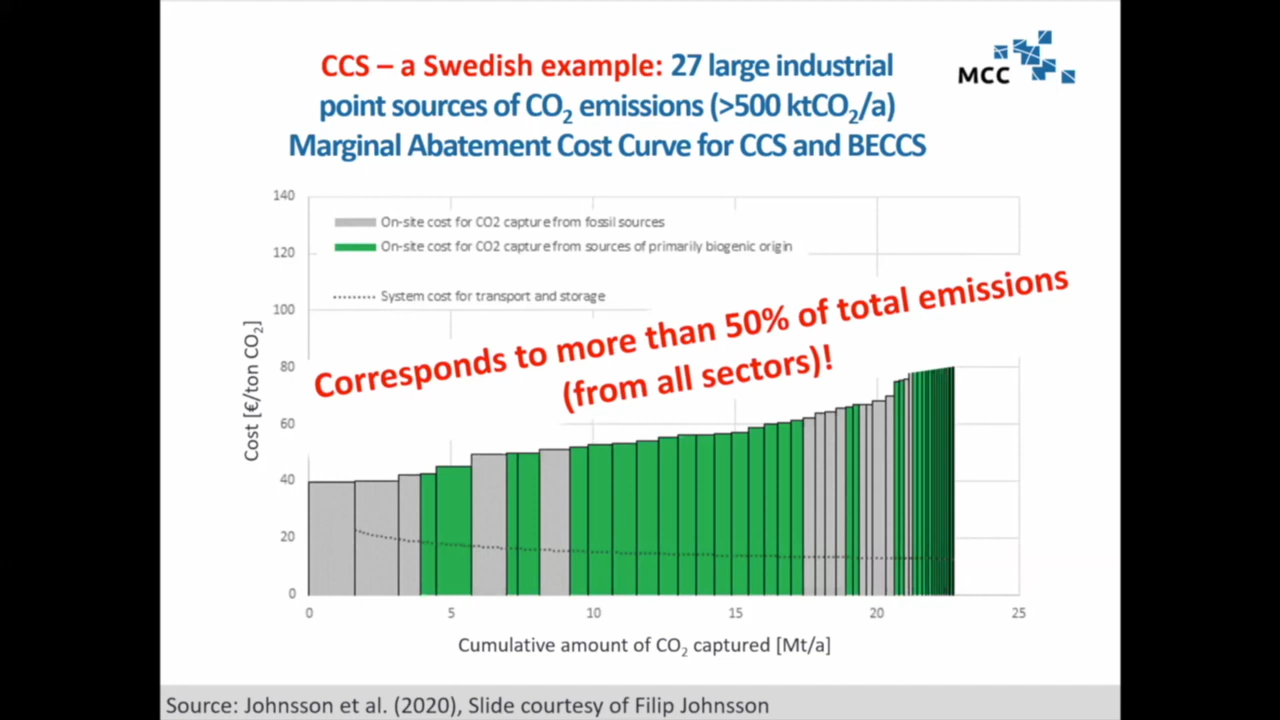 CCS – a Swedish example: 27 large industrial
point sources of CO₂ emissions (>500 ktCO₂/a)
Marginal Abatement Cost Curve for CCS and BECCS
MCC
140
120
100
80
60
40
20
0
Cost [€/ton CO₂]
On-site cost for CO2 capture from fossil sources
On-site cost for CO2 capture from sources of primarily biogenic origin
System cost for transport and storage
Corresponds to more than 50% of total emissions
(from all sectors)!
0 5 10 15 20 25
Cumulative amount of CO₂ captured [Mt/a]
Source: Johnsson et al. (2020), Slide courtesy of Filip Johnsson